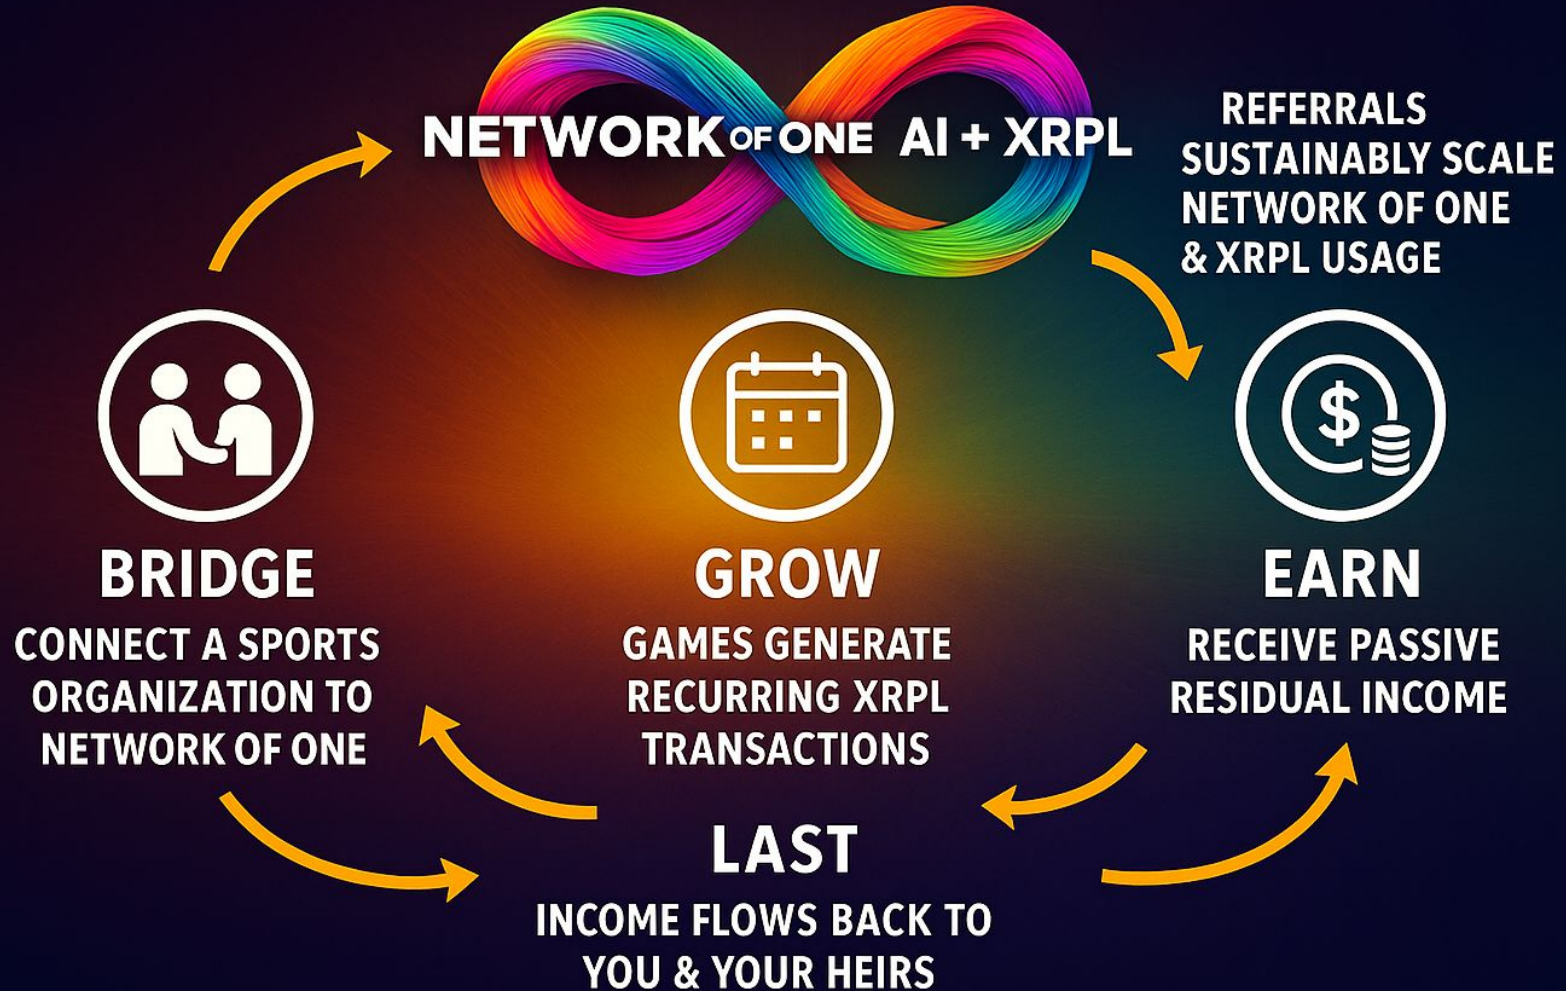 NETWORK OF ONE AI + XRPL
REFERRALS
SUSTAINABLY SCALE
NETWORK OF ONE
& XRPL USAGE
BRIDGE
CONNECT A SPORTS
ORGANIZATION TO
NETWORK OF ONE
GROW
GAMES GENERATE
RECURRING XRPL
TRANSACTIONS
$
EARN
RECEIVE PASSIVE
RESIDUAL INCOME
LAST
INCOME FLOWS BACK TO
YOU & YOUR HEIRS